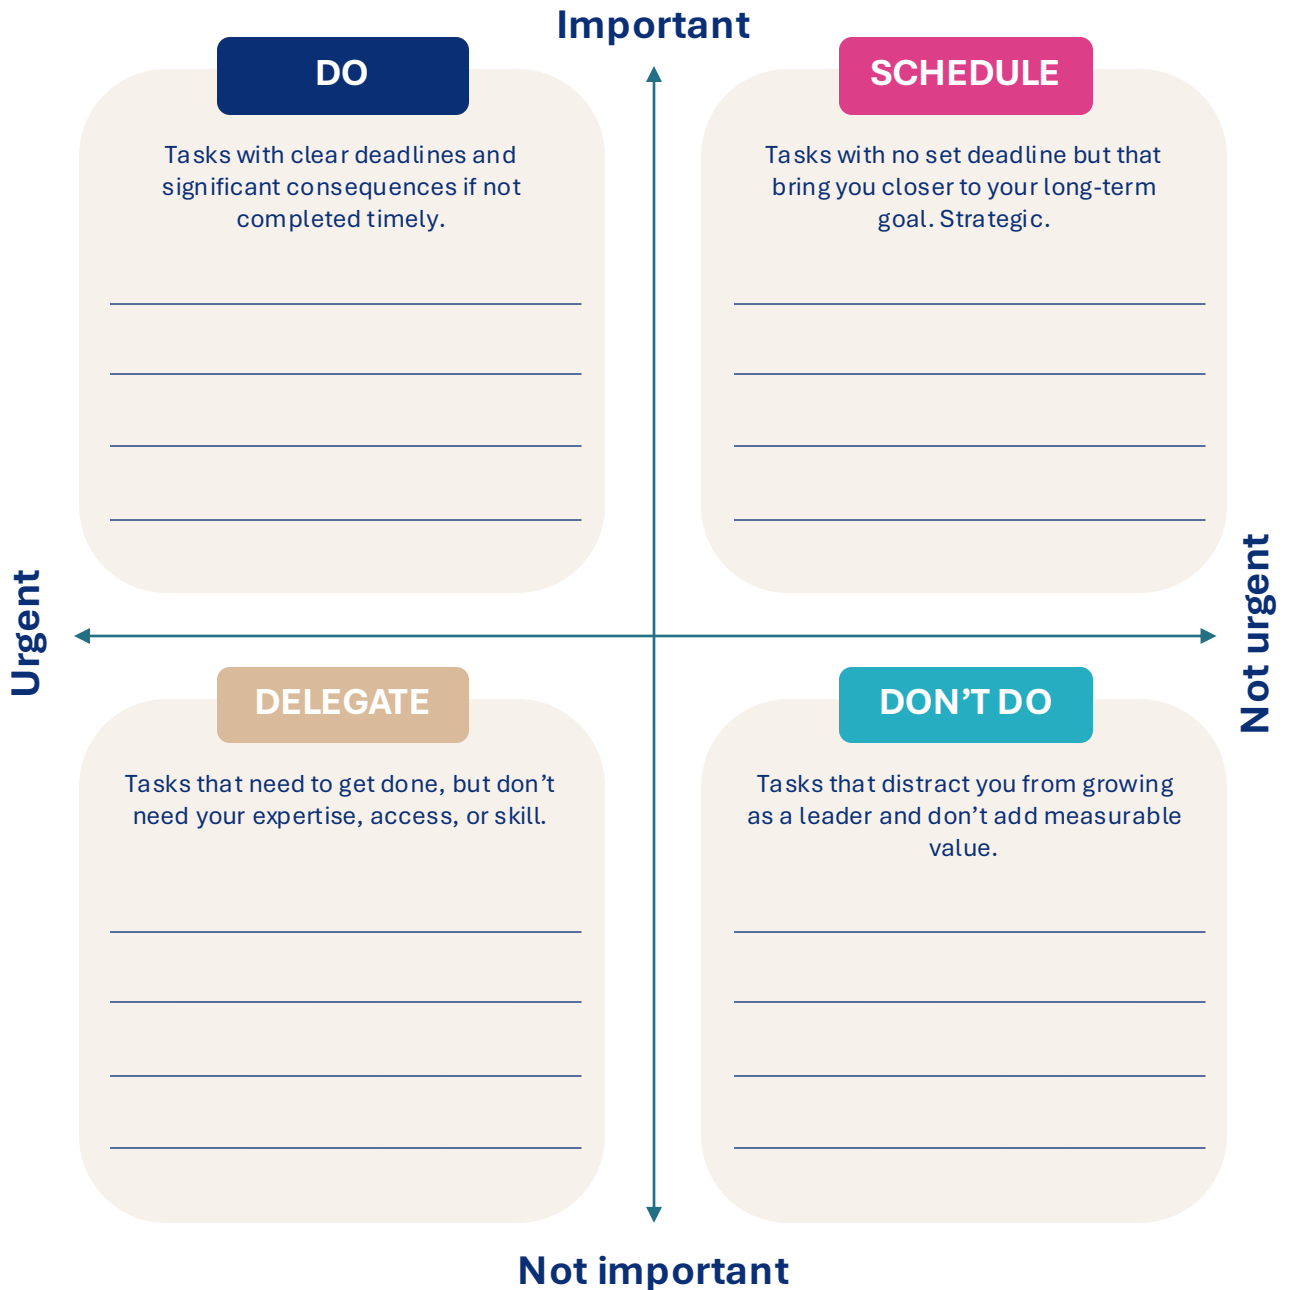 Important
DO
Tasks with clear deadlines and
significant consequences if not
completed timely.
SCHEDULE
Tasks with no set deadline but that
bring you closer to your long-term
goal. Strategic.
Urgent
Not urgent
DELEGATE
Tasks that need to get done, but don’t
need your expertise, access, or skill.
DON’T DO
Tasks that distract you from growing
as a leader and don’t add measurable
value.
Not important